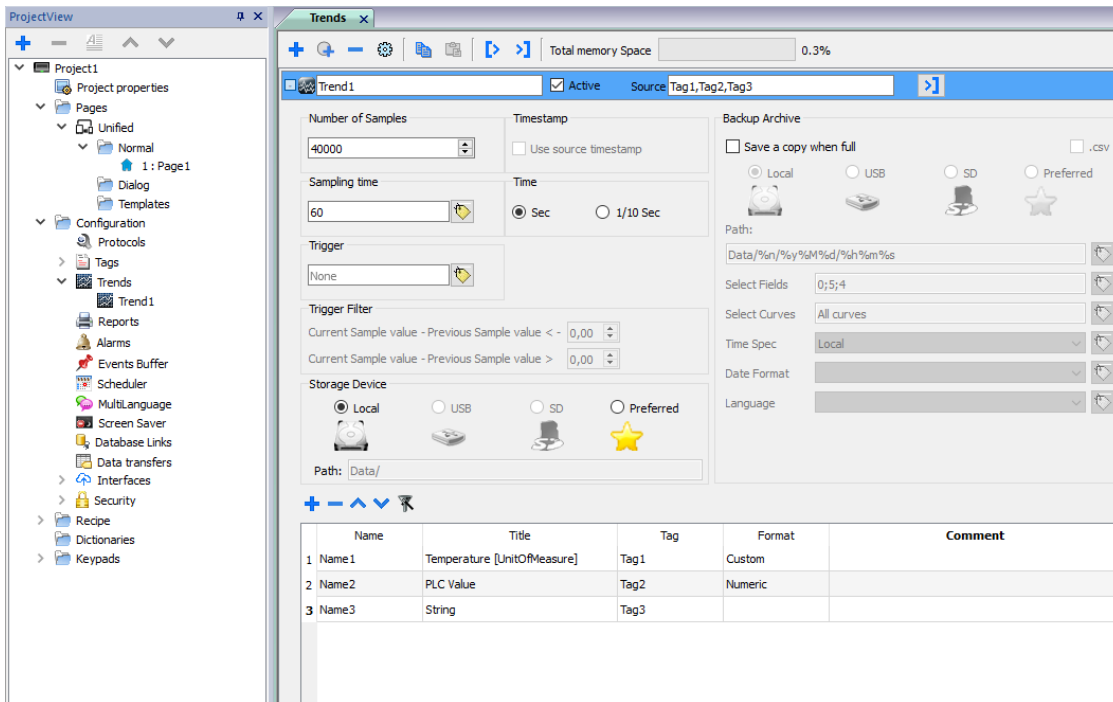 ProjectView
Project1
Project properties
Pages
Unified
Normal
1 : Page1
Dialog
Templates
Configuration
Protocols
Tags
Trends
Trend1
Reports
Alarms
Events Buffer
Scheduler
MultiLanguage
Screen Saver
Database Links
Data transfers
Interfaces
Security
Recipe
Dictionaries
Keypads
Trends
Total memory Space 0.3%
Trend1 Active Source Tag1,Tag2,Tag3
Number of Samples
40000
Timestamp
Use source timestamp
Sampling time
60
Time
Sec 1/10 Sec
Trigger
None
Trigger Filter
Current Sample value - Previous Sample value < - 0,00
Current Sample value - Previous Sample value > 0,00
Storage Device
Local USB SD Preferred
Path: Data/
Backup Archive
Save a copy when full .csv
Local USB SD Preferred
Path:
Data/%n/%y%M%d/%h%m%s
Select Fields 0;5;4
Select Curves All curves
Time Spec Local
Date Format
Language
Name Title Tag Format Comment
1 Name1 Temperature [UnitOfMeasure] Tag1 Custom
2 Name2 PLC Value Tag2 Numeric
3 Name3 String Tag3